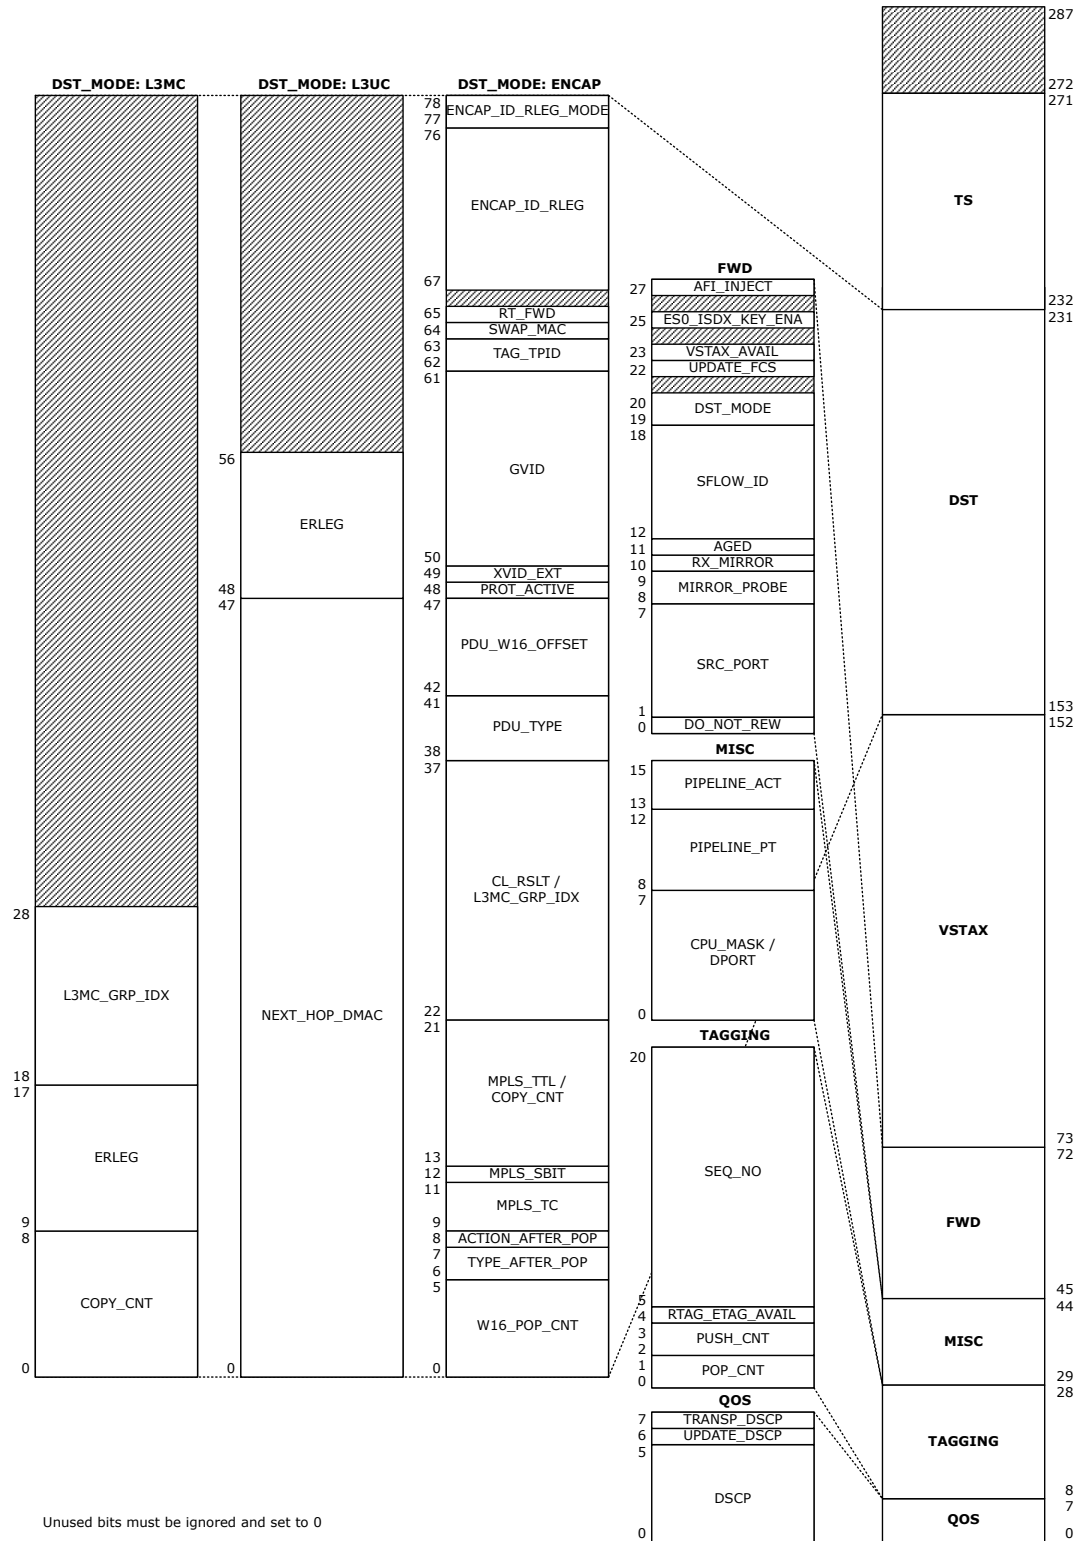 DST_MODE: L3MC
28
L3MC_GRP_IDX
18
17
ERLEG
9
8
COPY_CNT
0
DST_MODE: L3UC
56
ERLEG
48
47
NEXT_HOP_DMAC
0
DST_MODE: ENCAP
78
ENCAP_ID_RLEG_MODE
77
76
ENCAP_ID_RLEG
67
65
RT_FWD
64
SWAP_MAC
63
TAG_TPID
62
61
GVID
50
49
XVID_EXT
48
PROT_ACTIVE
47
PDU_W16_OFFSET
42
41
PDU_TYPE
38
37
CL_RSLT /
L3MC_GRP_IDX
22
21
MPLS_TTL /
COPY_CNT
13
12
MPLS_SBIT
11
MPLS_TC
9
8
ACTION_AFTER_POP
7
TYPE_AFTER_POP
6
5
W16_POP_CNT
0
FWD
27
AFI_INJECT
25
ES0_ISDX_KEY_ENA
23
VSTAX_AVAIL
22
UPDATE_FCS
20
DST_MODE
19
18
SFLOW_ID
12
11
AGED
10
RX_MIRROR
9
MIRROR_PROBE
8
7
SRC_PORT
1
0
DO_NOT_REW
MISC
15
PIPELINE_ACT
13
12
PIPELINE_PT
8
7
CPU_MASK /
DPORT
0
TAGGING
20
SEQ_NO
5
4
RTAG_ETAG_AVAIL
3
PUSH_CNT
2
1
POP_CNT
0
QOS
7
TRANSP_DSCP
6
UPDATE_DSCP
5
DSCP
0
287
272
271
TS
232
231
DST
153
152
VSTAX
73
72
FWD
45
44
MISC
29
28
TAGGING
8
7
QOS
0
Unused bits must be ignored and set to 0